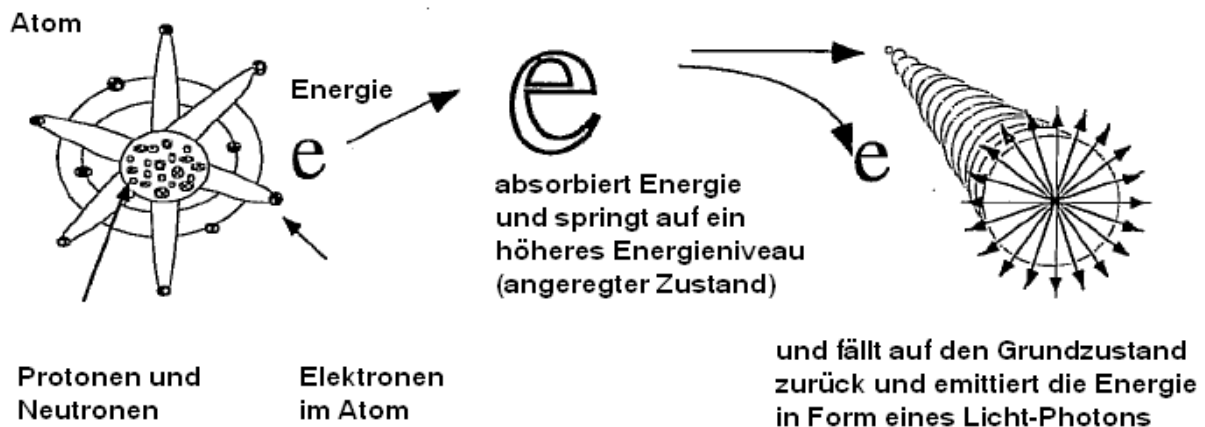 Atom
Energie
e
e
e
absorbiert Energie
und springt auf ein
höheres Energieniveau
(angeregter Zustand)
Protonen und
Neutronen
Elektronen
im Atom
und fällt auf den Grundzustand
zurück und emittiert die Energie
in Form eines Licht-Photons